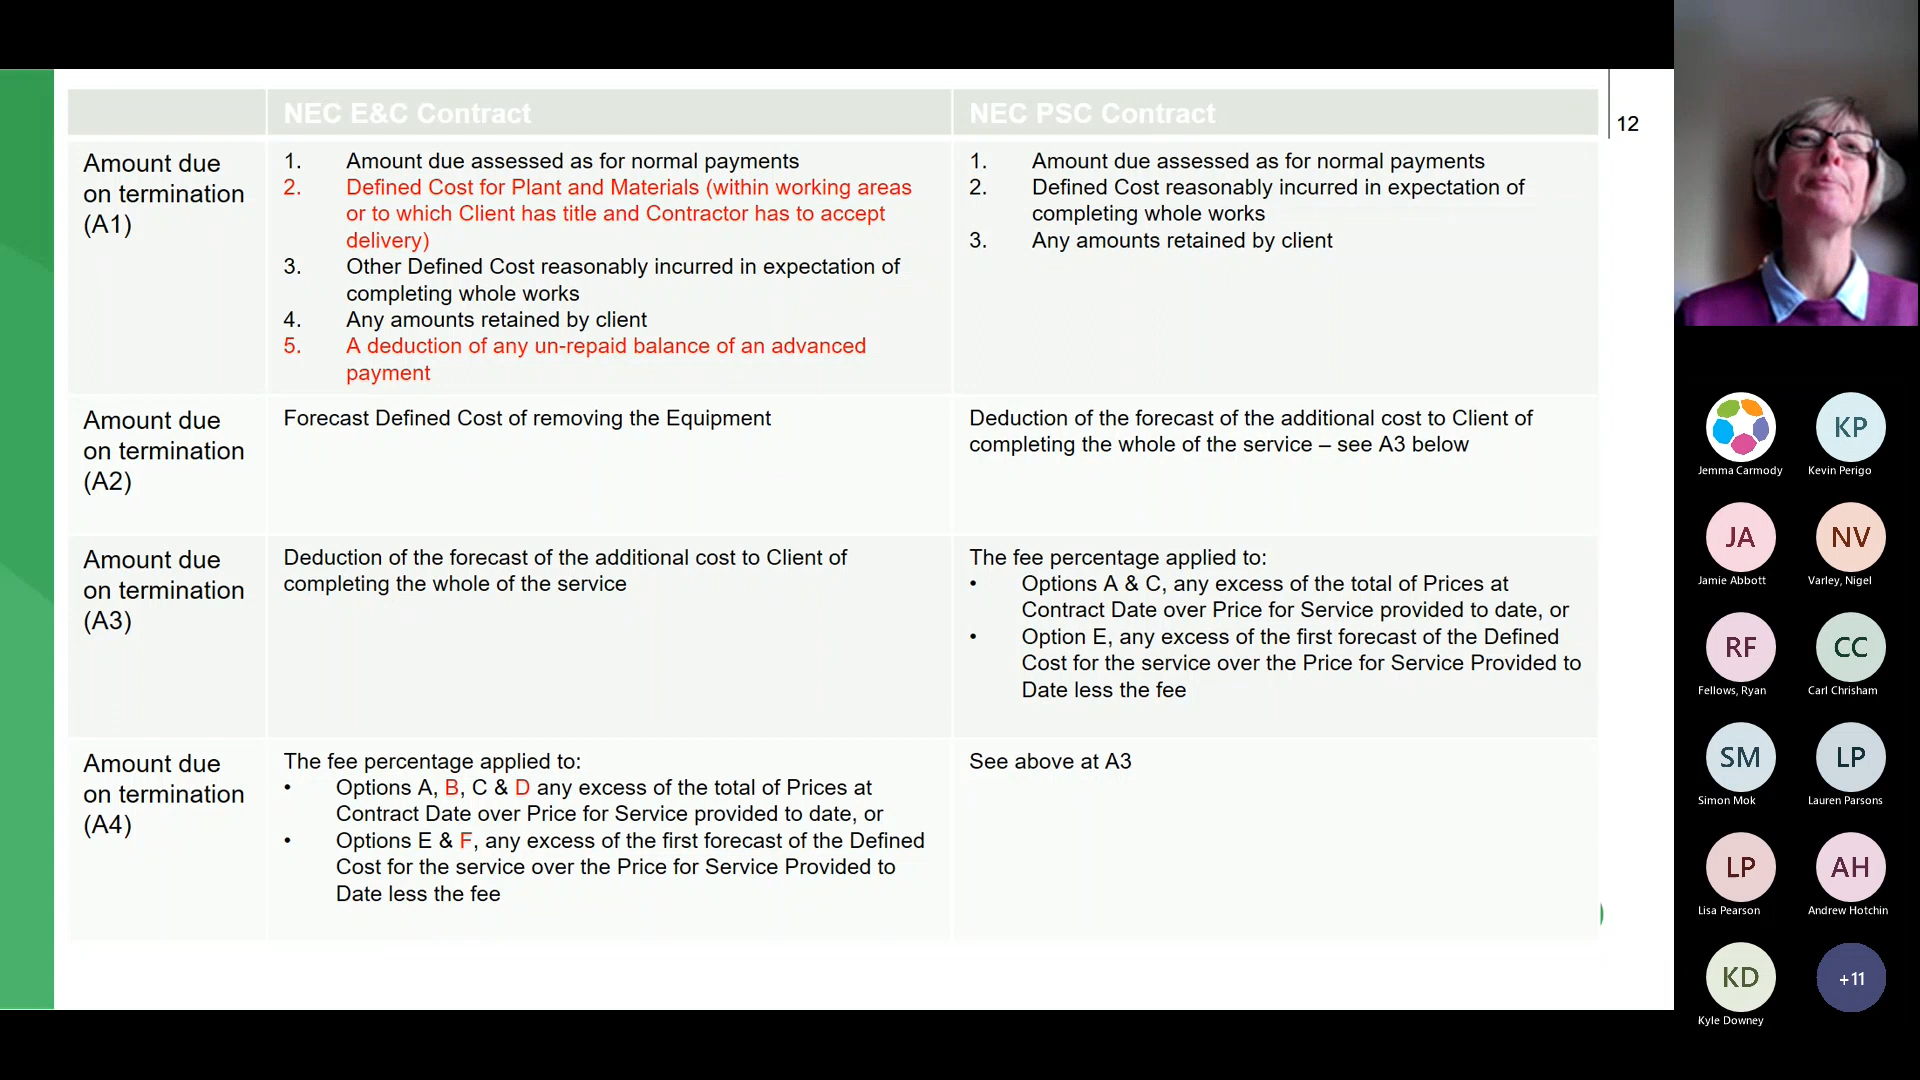 NEC E&C Contract
NEC PSC Contract
12
Amount due
on termination
(A1)
1. Amount due assessed as for normal payments
2. Defined Cost for Plant and Materials (within working areas
or to which Client has title and Contractor has to accept
delivery)
3. Other Defined Cost reasonably incurred in expectation of
completing whole works
4. Any amounts retained by client
5. A deduction of any un-repaid balance of an advanced
payment
1. Amount due assessed as for normal payments
2. Defined Cost reasonably incurred in expectation of
completing whole works
3. Any amounts retained by client
Amount due
on termination
(A2)
Forecast Defined Cost of removing the Equipment
Deduction of the forecast of the additional cost to Client of
completing the whole of the service – see A3 below
Amount due
on termination
(A3)
Deduction of the forecast of the additional cost to Client of
completing the whole of the service
The fee percentage applied to:
• Options A & C, any excess of the total of Prices at
Contract Date over Price for Service provided to date, or
• Option E, any excess of the first forecast of the Defined
Cost for the service over the Price for Service Provided to
Date less the fee
Amount due
on termination
(A4)
The fee percentage applied to:
• Options A, B, C & D any excess of the total of Prices at
Contract Date over Price for Service provided to date, or
• Options E & F, any excess of the first forecast of the Defined
Cost for the service over the Price for Service Provided to
Date less the fee
See above at A3
Jemma Carmody
KP
Kevin Perigo
JA
Jamie Abbott
NV
Varley, Nigel
RF
Fellows, Ryan
CC
Carl Chrisham
SM
Simon Mok
LP
Lauren Parsons
LP
Lisa Pearson
AH
Andrew Hotchin
KD
Kyle Downey
+11